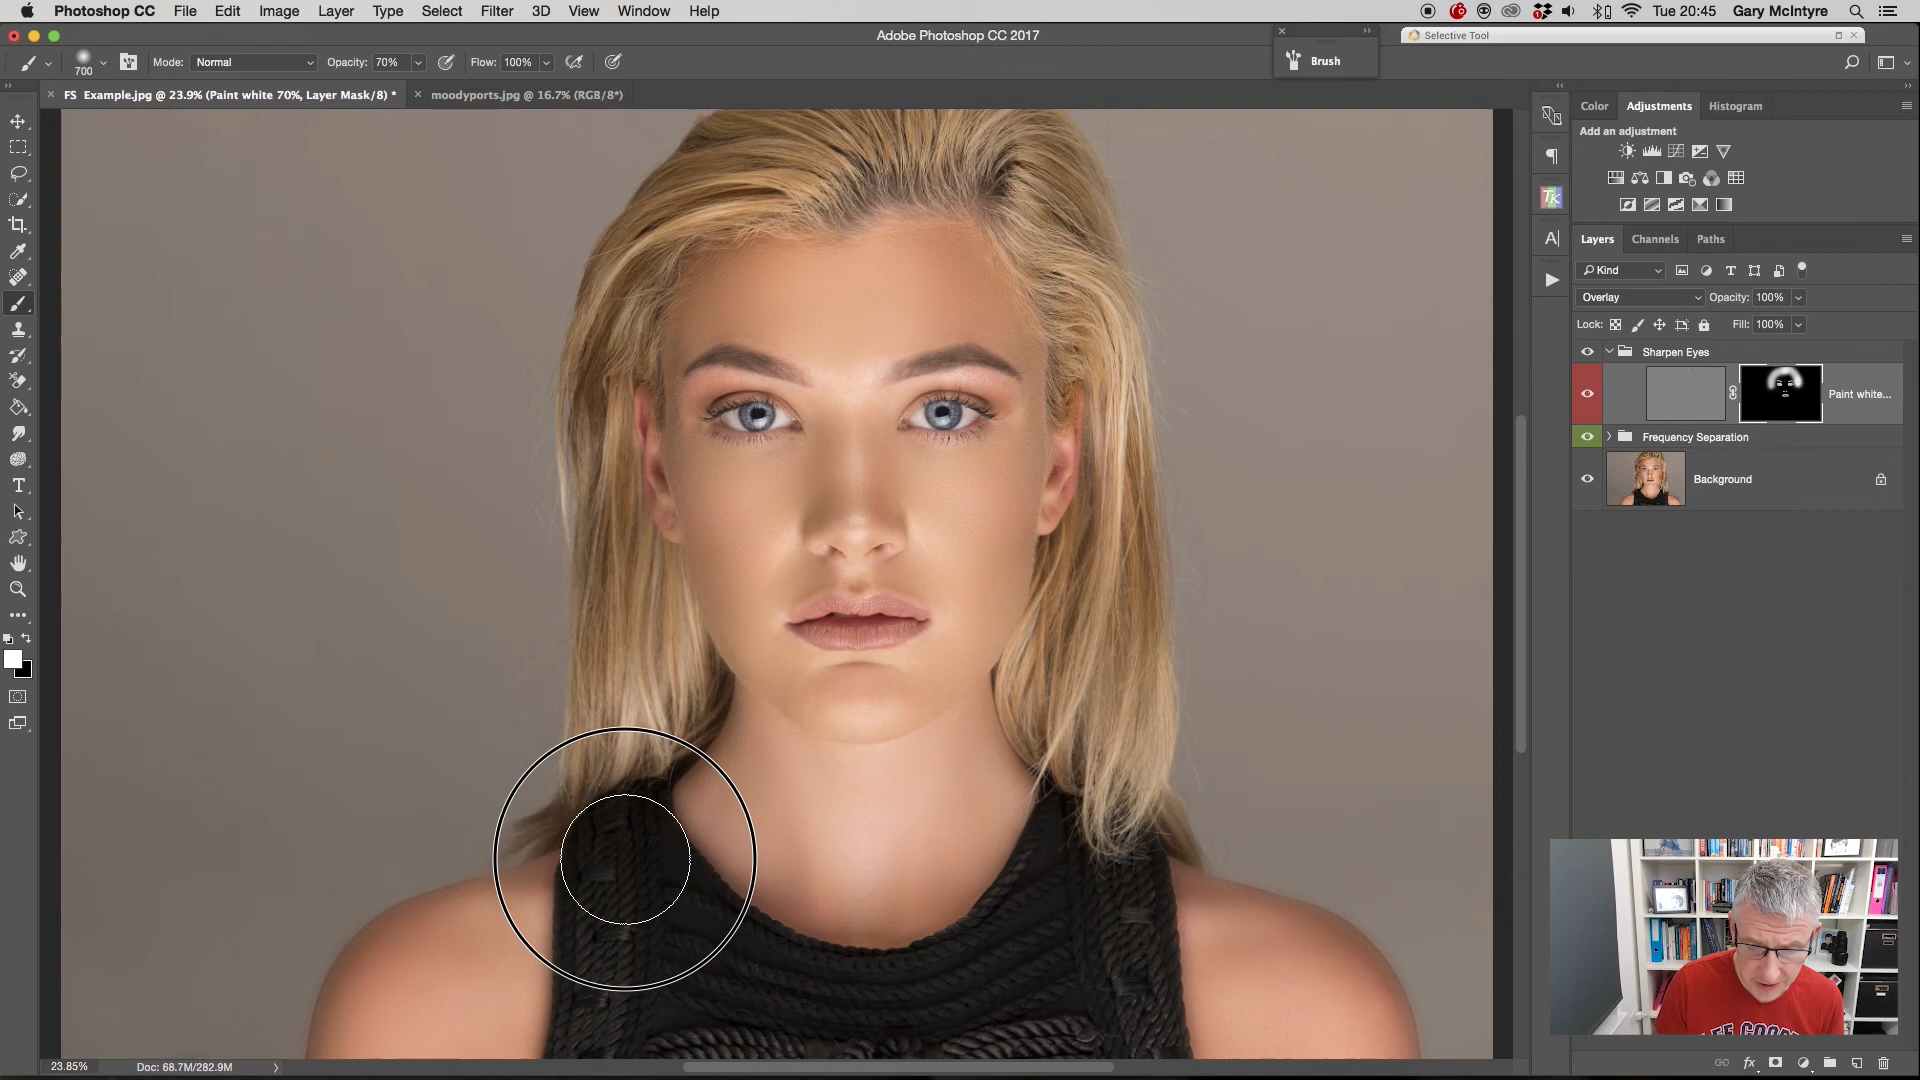 Photoshop CC File Edit Image Layer Type Select Filter 3D View Window Help Tue 20:45 Gary McIntyre
Adobe Photoshop CC 2017
Selective Tool
700 Mode: Normal Opacity: 70% Flow: 100%
Brush
FS Example.jpg @ 23.9% (Paint white 70%, Layer Mask/8) *
moodyports.jpg @ 16.7% (RGB/8*)
Color Adjustments Histogram
Add an adjustment
TK
A
Layers Channels Paths
Kind
Overlay Opacity: 100%
Lock: Fill: 100%
Sharpen Eyes
Paint white...
Frequency Separation
Background
23.85% Doc: 68.7M/282.9M
fx